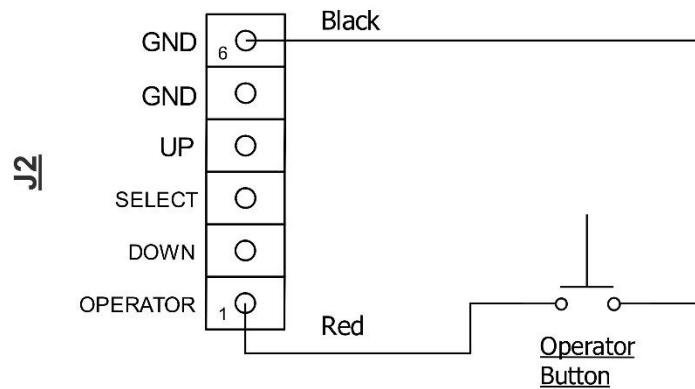 Black
GND 6
GND
UP
J2
SELECT
DOWN
OPERATOR 1
Red
Operator
Button